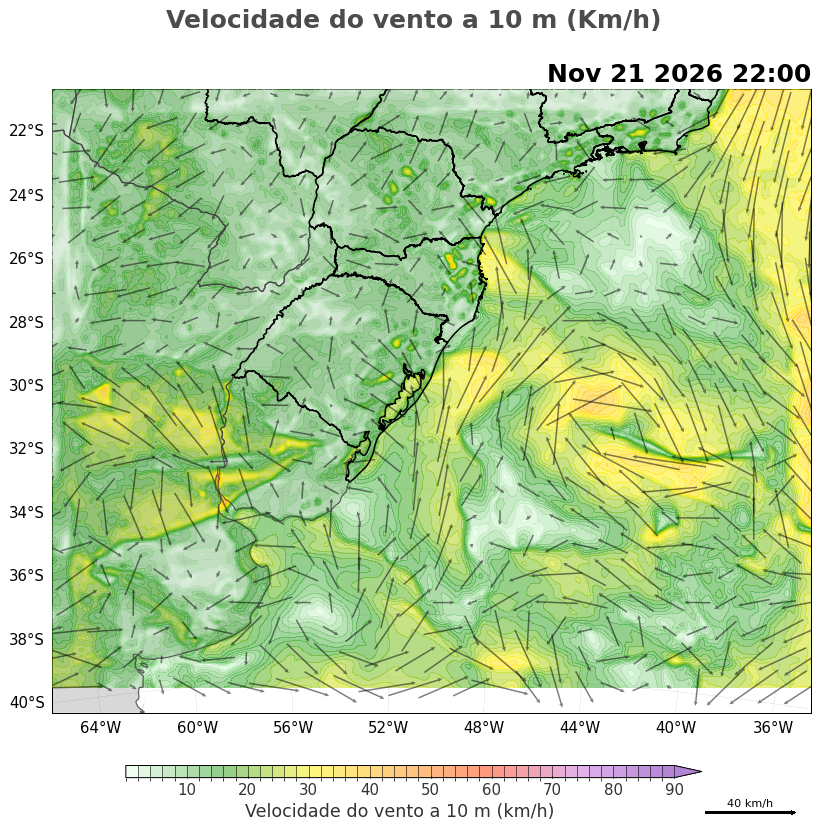 Velocidade do vento a 10 m (Km/h)
Nov 21 2026 22:00
22°S
24°S
26°S
28°S
30°S
32°S
34°S
36°S
38°S
40°S
64°W 60°W 56°W 52°W 48°W 44°W 40°W 36°W
10 20 30 40 50 60 70 80 90
Velocidade do vento a 10 m (km/h)
40 km/h